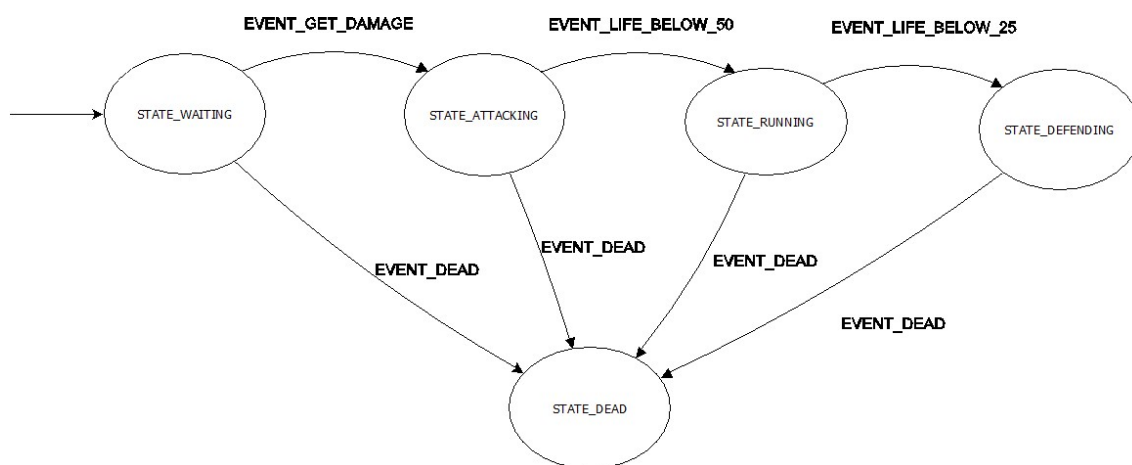 EVENT_GET_DAMAGE
EVENT_LIFE_BELOW_50
EVENT_LIFE_BELOW_25
STATE_WAITING
STATE_ATTACKING
STATE_RUNNING
STATE_DEFENDING
EVENT_DEAD
EVENT_DEAD
EVENT_DEAD
EVENT_DEAD
STATE_DEAD